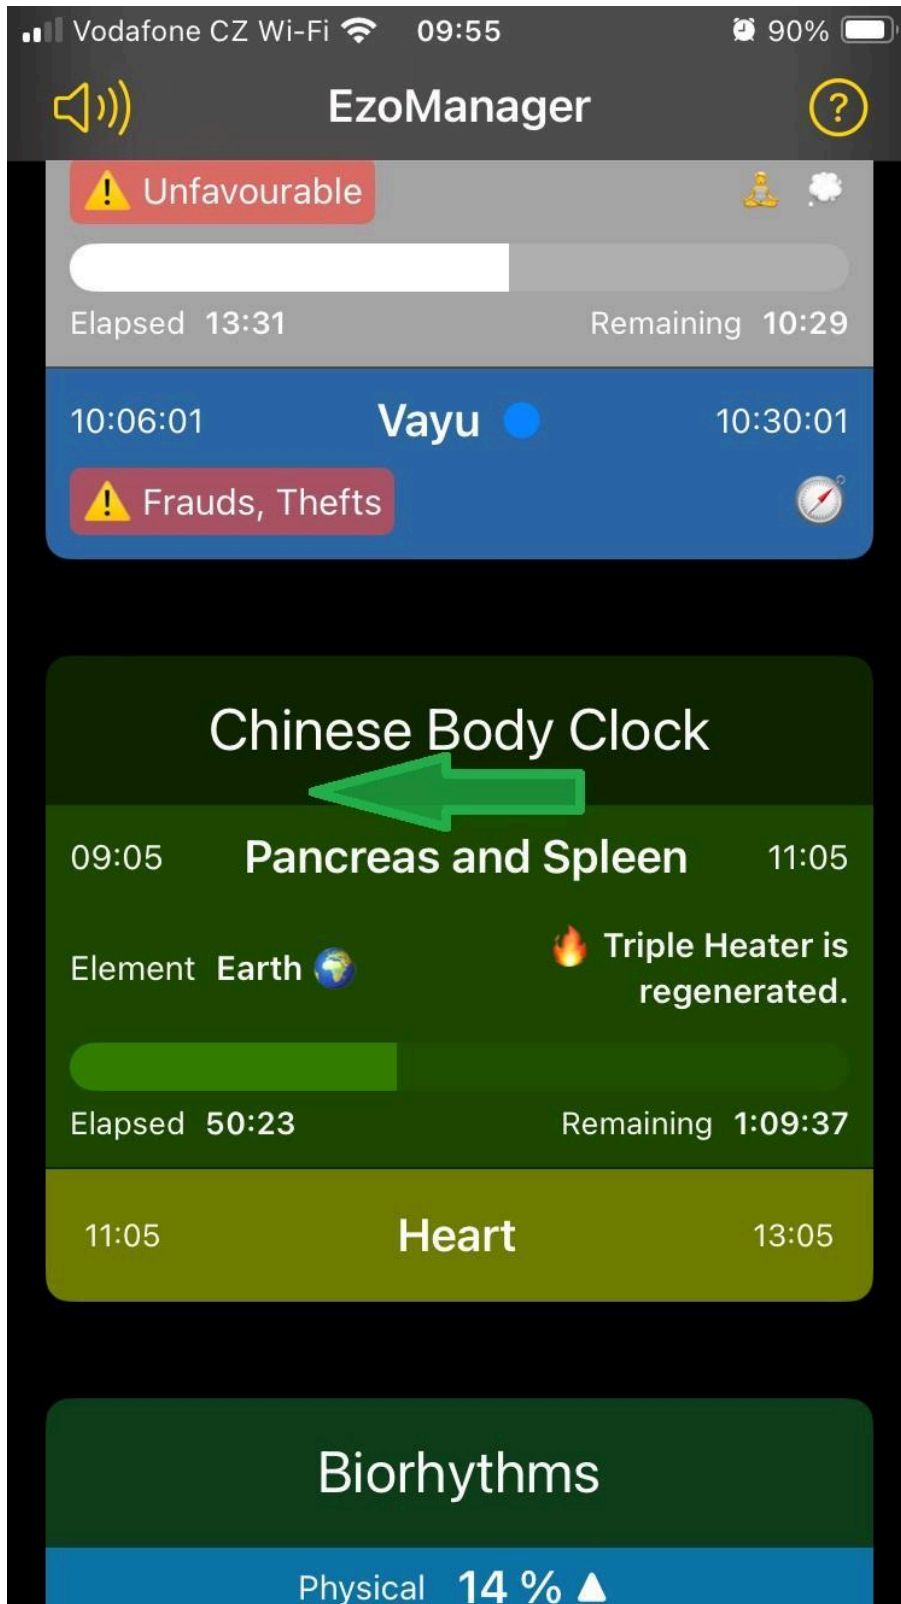 Vodafone CZ Wi-Fi 09:55 90%
EzoManager ?
Unfavourable
Elapsed 13:31 Remaining 10:29
10:06:01 Vayu 10:30:01
Frauds, Thefts
Chinese Body Clock
09:05 Pancreas and Spleen 11:05
Element Earth Triple Heater is
regenerated.
Elapsed 50:23 Remaining 1:09:37
11:05 Heart 13:05
Biorhythms
Physical 14 %